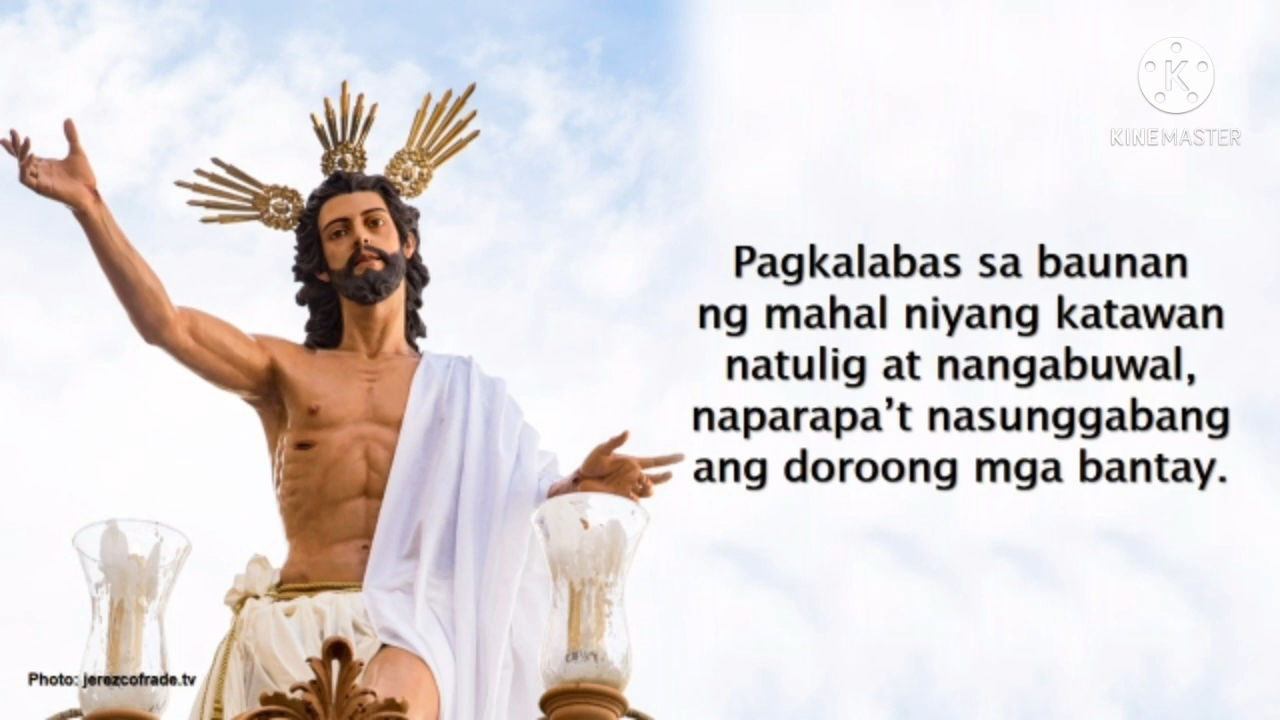 KINEMASTER
Pagkalabas sa baunan
ng mahal niyang katawan
natulig at nangabuwal,
naparapa't nasunggabang
ang doroong mga bantay.
Photo: jerezcofrade.tv